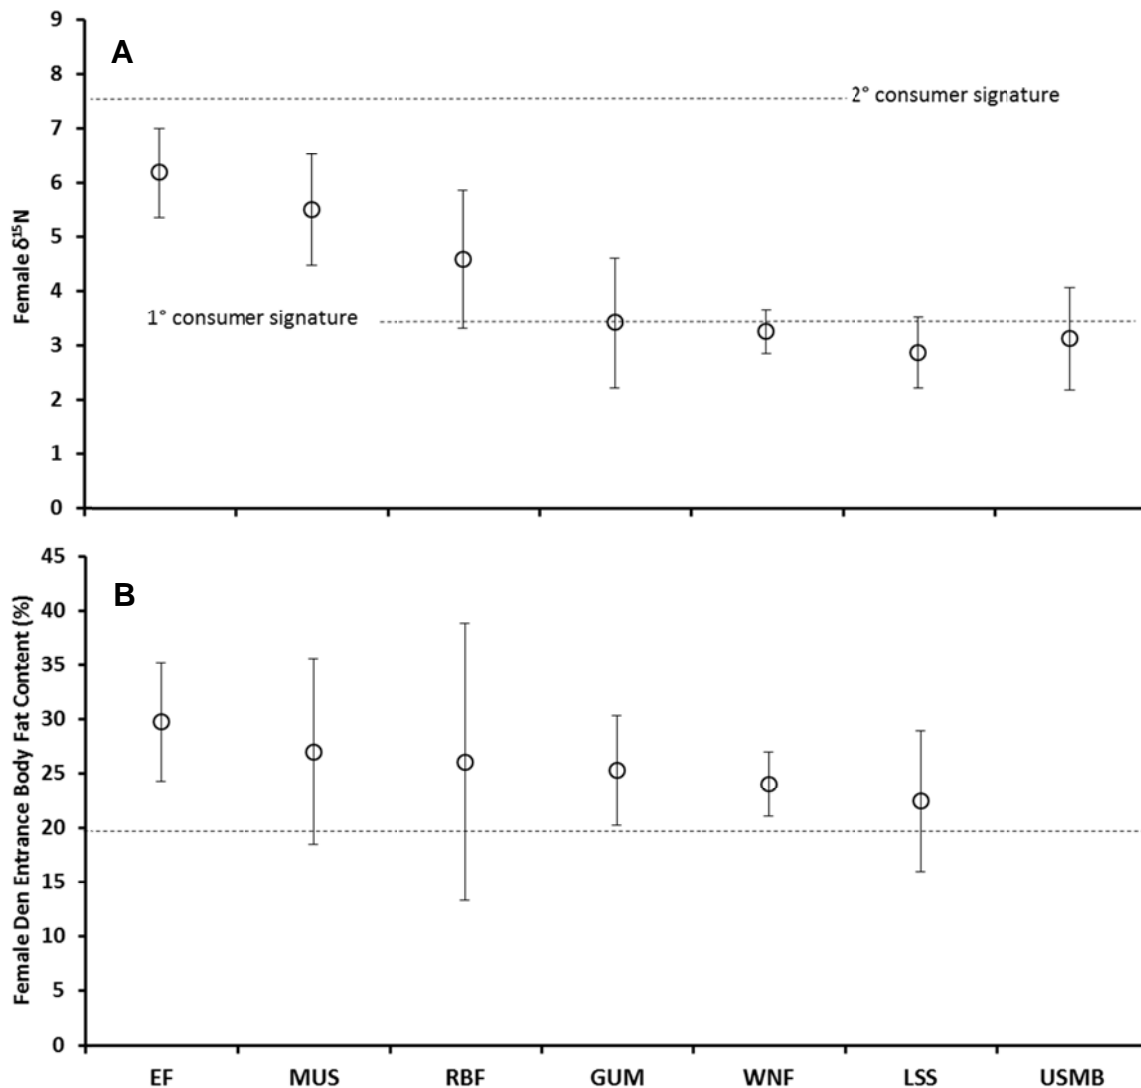 9
A
8
2° consumer signature
7
6
5
4
1° consumer signature
3
2
1
0
Female δ¹⁵N
45
B
40
35
30
25
20
15
10
5
0
Female Den Entrance Body Fat Content (%)
EF MUS RBF GUM WNF LSS USMB